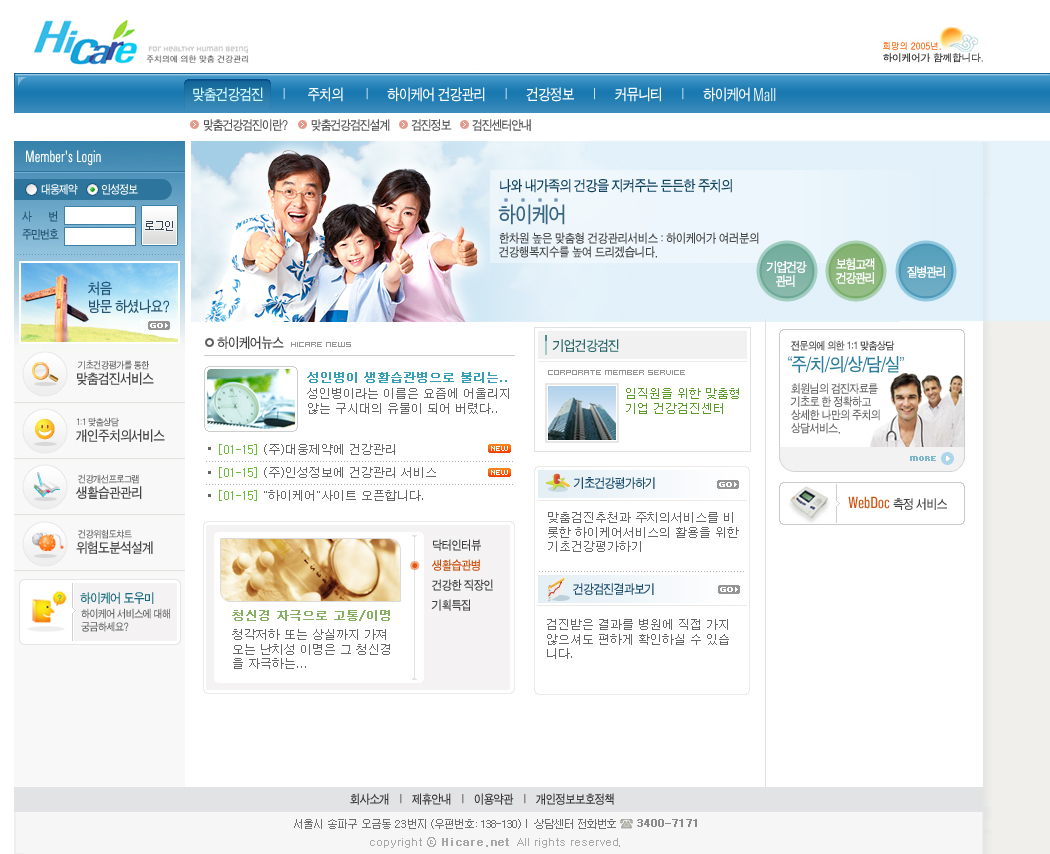 HiCare
FOR HEALTHY HUMAN BEING
주치의에 의한 맞춤 건강관리
희망의 2005년,
하이케어가 함께합니다.
맞춤건강검진 | 주치의 | 하이케어 건강관리 | 건강정보 | 커뮤니티 | 하이케어 Mall
맞춤건강검진이란? 맞춤건강검진설계 검진정보 검진센터안내
Member's Login
대웅제약 인성정보
사 번
주민번호
로그인
처음
방문 하셨나요?
GO
기초건강평가를 통한
맞춤검진서비스
1:1 맞춤상담
개인주치의서비스
건강개선프로그램
생활습관관리
건강위험도챠트
위험도분석설계
하이케어 도우미
하이케어 서비스에 대해
궁금하세요?
나와 내가족의 건강을 지켜주는 든든한 주치의
하이케어
한차원 높은 맞춤형 건강관리서비스 : 하이케어가 여러분의
건강행복지수를 높여 드리겠습니다.
기업건강
관리
보험고객
건강관리
질병관리
하이케어뉴스 HICARE NEWS
성인병이 생활습관병으로 불리는..
성인병이라는 이름은 요즘에 어울리지
않는 구시대의 유물이 되어 버렸다..
[01-15] (주)대웅제약에 건강관리 NEW
[01-15] (주)인성정보에 건강관리 서비스 NEW
[01-15] "하이케어"사이트 오픈합니다.
청신경 자극으로 고통/이명
청각저하 또는 상실까지 가져
오는 난치성 이명은 그 청신경
을 자극하는...
닥터인터뷰
생활습관병
건강한 직장인
기획특집
기업건강검진
CORPORATE MEMBER SERVICE
임직원을 위한 맞춤형
기업 건강검진센터
기초건강평가하기 GO
맞춤검진추천과 주치의서비스를 비
롯한 하이케어서비스의 활용을 위한
기초건강평가하기
건강검진결과보기 GO
검진받은 결과를 병원에 직접 가지
않으셔도 편하게 확인하실 수 있습
니다.
전문의에 의한 1:1 맞춤상담
“주/치/의/상/담/실”
회원님의 검진자료를
기초로 한 정확하고
상세한 나만의 주치의
상담서비스.
MORE
WebDoc 측정 서비스
회사소개 | 제휴안내 | 이용약관 | 개인정보보호정책
서울시 송파구 오금동 23번지 (우편번호: 138-130) | 상담센터 전화번호 ☎ 3400-7171
copyright ⓒ Hicare.net All rights reserved.